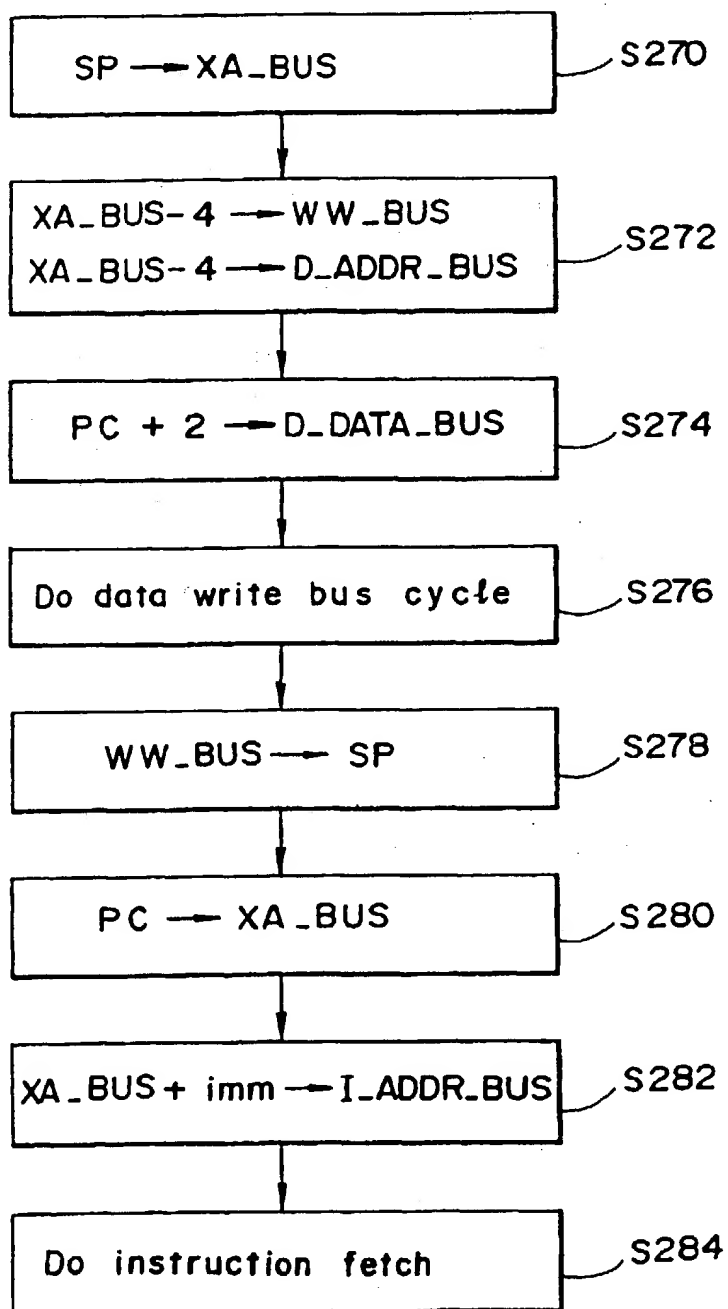 SP → XA_BUS
S270
XA_BUS-4 → WW_BUS
XA_BUS-4 → D_ADDR_BUS
S272
PC + 2 → D_DATA_BUS
S274
Do data write bus cycle
S276
WW_BUS → SP
S278
PC → XA_BUS
S280
XA_BUS + imm → I_ADDR_BUS
S282
Do instruction fetch
S284